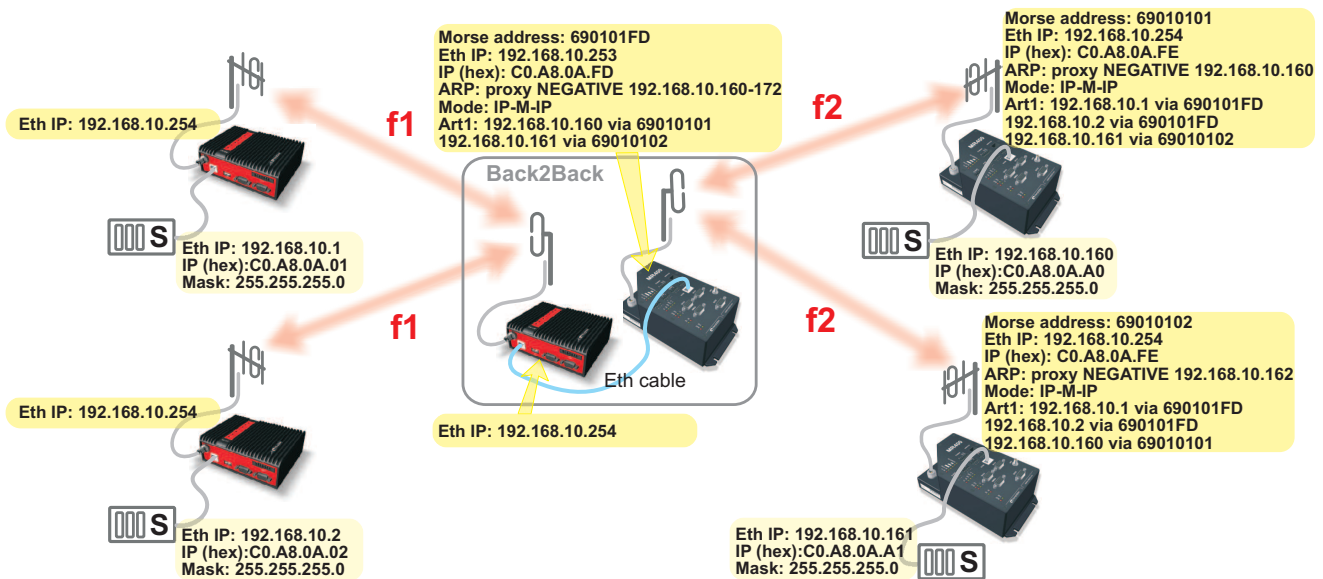 Morse address: 690101FD
Eth IP: 192.168.10.253
IP (hex): C0.A8.0A.FD
ARP: proxy NEGATIVE 192.168.10.160-172
Mode: IP-M-IP
Art1: 192.168.10.160 via 69010101
192.168.10.161 via 69010102
Morse address: 69010101
Eth IP: 192.168.10.254
IP (hex): C0.A8.0A.FE
ARP: proxy NEGATIVE 192.168.10.160
Mode: IP-M-IP
Art1: 192.168.10.1 via 690101FD
192.168.10.2 via 690101FD
192.168.10.161 via 69010102
Eth IP: 192.168.10.254
f1
f2
Back2Back
S
Eth IP: 192.168.10.1
IP (hex):C0.A8.0A.01
Mask: 255.255.255.0
S
Eth IP: 192.168.10.160
IP (hex):C0.A8.0A.A0
Mask: 255.255.255.0
f1
f2
Eth cable
Eth IP: 192.168.10.254
Morse address: 69010102
Eth IP: 192.168.10.254
IP (hex): C0.A8.0A.FE
ARP: proxy NEGATIVE 192.168.10.162
Mode: IP-M-IP
Art1: 192.168.10.1 via 690101FD
192.168.10.2 via 690101FD
192.168.10.160 via 69010101
Eth IP: 192.168.10.254
S
Eth IP: 192.168.10.2
IP (hex):C0.A8.0A.02
Mask: 255.255.255.0
Eth IP: 192.168.10.161
IP (hex):C0.A8.0A.A1
Mask: 255.255.255.0
S